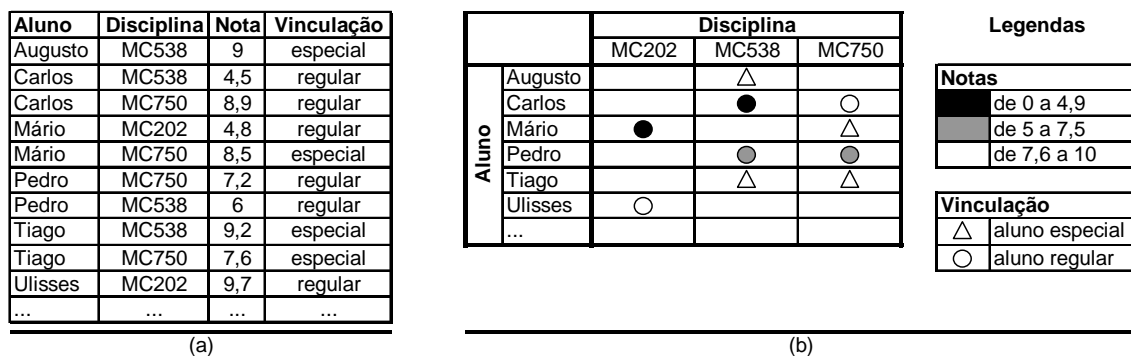 Aluno Disciplina Nota Vinculação
Augusto MC538 9 especial
Carlos MC538 4,5 regular
Carlos MC750 8,9 regular
Mário MC202 4,8 regular
Mário MC750 8,5 especial
Pedro MC750 7,2 regular
Pedro MC538 6 regular
Tiago MC538 9,2 especial
Tiago MC750 7,6 especial
Ulisses MC202 9,7 regular
... ... ... ...
(a)
Disciplina
MC202 MC538 MC750
Aluno
Augusto
Carlos
Mário
Pedro
Tiago
Ulisses
...
(b)
Legendas
Notas
de 0 a 4,9
de 5 a 7,5
de 7,6 a 10
Vinculação
aluno especial
aluno regular